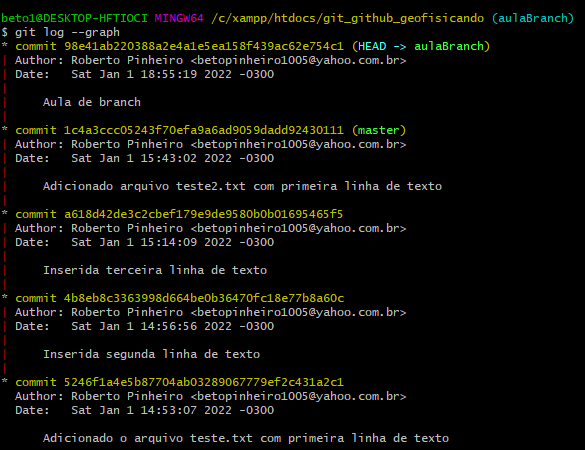 beto1@DESKTOP-HFTIOCI MINGW64 /c/xampp/htdocs/git_github_geofisicando (aulaBranch)
$ git log --graph
* commit 98e41ab220388a2e4a1e5ea158f439ac62e754c1 (HEAD -> aulaBranch)
| Author: Roberto Pinheiro <betopinheiro1005@yahoo.com.br>
| Date:   Sat Jan 1 18:55:19 2022 -0300
|
|     Aula de branch
|
* commit 1c4a3ccc05243f70efa9a6ad9059dadd92430111 (master)
| Author: Roberto Pinheiro <betopinheiro1005@yahoo.com.br>
| Date:   Sat Jan 1 15:43:02 2022 -0300
|
|     Adicionado arquivo teste2.txt com primeira linha de texto
|
* commit a618d42de3c2cbef179e9de9580b0b01695465f5
| Author: Roberto Pinheiro <betopinheiro1005@yahoo.com.br>
| Date:   Sat Jan 1 15:14:09 2022 -0300
|
|     Inserida terceira linha de texto
|
* commit 4b8eb8c3363998d664be0b36470fc18e77b8a60c
| Author: Roberto Pinheiro <betopinheiro1005@yahoo.com.br>
| Date:   Sat Jan 1 14:56:56 2022 -0300
|
|     Inserida segunda linha de texto
|
* commit 5246f1a4e5b87704ab03289067779ef2c431a2c1
  Author: Roberto Pinheiro <betopinheiro1005@yahoo.com.br>
  Date:   Sat Jan 1 14:53:07 2022 -0300

      Adicionado o arquivo teste.txt com primeira linha de texto